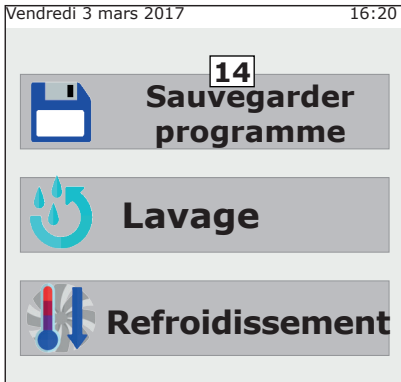 Vendredi 3 mars 2017 16:20
14
Sauvegarder
programme
Lavage
Refroidissement